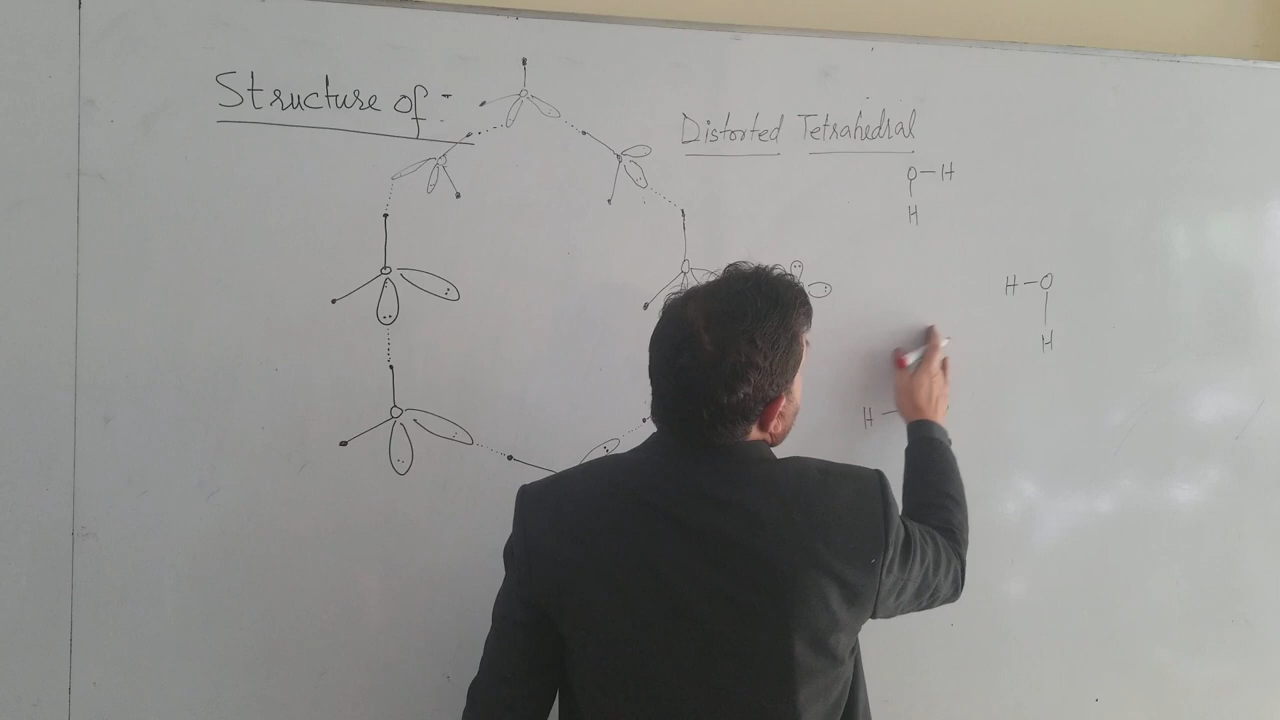 Structure of :-
Distorted Tetrahedral
O-H
H
H-O
H
H-